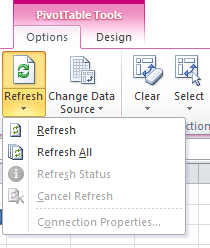 PivotTable Tools
Options Design
Refresh Change Data Source Clear Select
Refresh
Refresh All
Refresh Status
Cancel Refresh
Connection Properties...